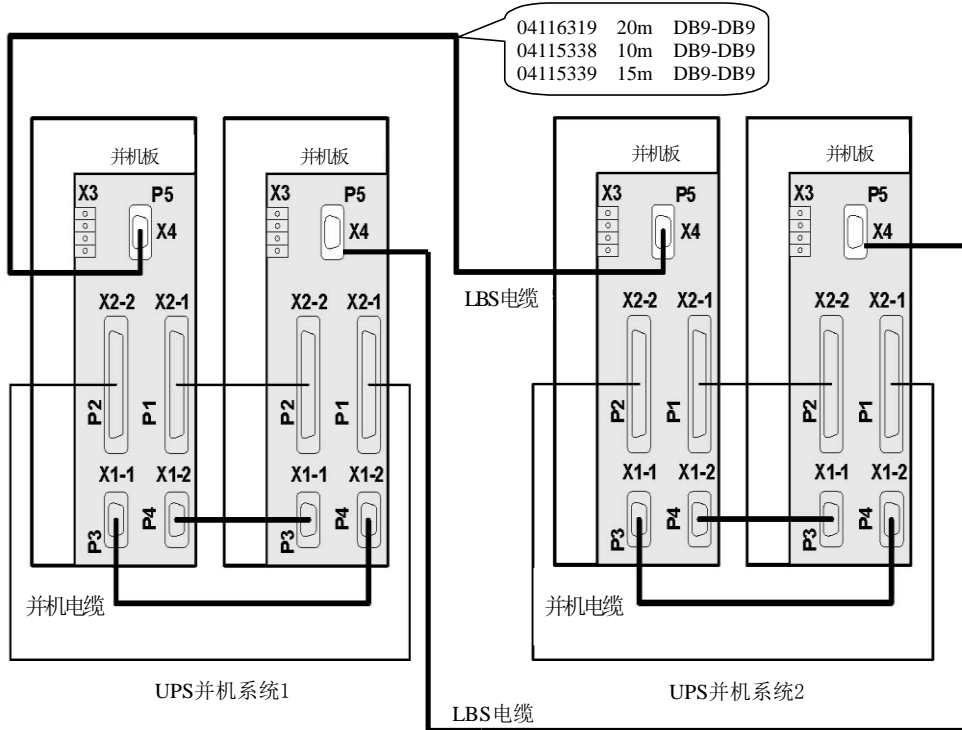 04116319 20m DB9-DB9
04115338 10m DB9-DB9
04115339 15m DB9-DB9
并机板 并机板 并机板 并机板
X3 P5 X3 P5 X3 P5 X3 P5
X4 X4 X4 X4
LBS电缆
X2-2 X2-1 X2-2 X2-1 X2-2 X2-1 X2-2 X2-1
P2 P1 P2 P1 P2 P1 P2 P1
X1-1 X1-2 X1-1 X1-2 X1-1 X1-2 X1-1 X1-2
P3 P4 P3 P4 P3 P4 P3 P4
并机电缆 并机电缆
UPS并机系统1 UPS并机系统2
LBS电缆